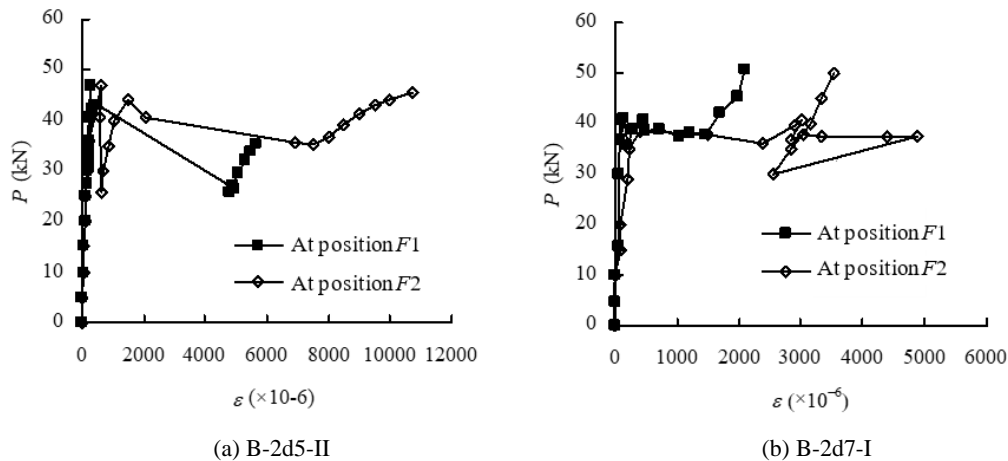 60
50
40
30
20
10
0
P (kN)
At position F1
At position F2
0 2000 4000 6000 8000 10000 12000
ε (×10-6)
(a) B-2d5-II
60
50
40
30
20
10
0
P (kN)
At position F1
At position F2
0 1000 2000 3000 4000 5000 6000
ε (×10⁻⁶)
(b) B-2d7-I